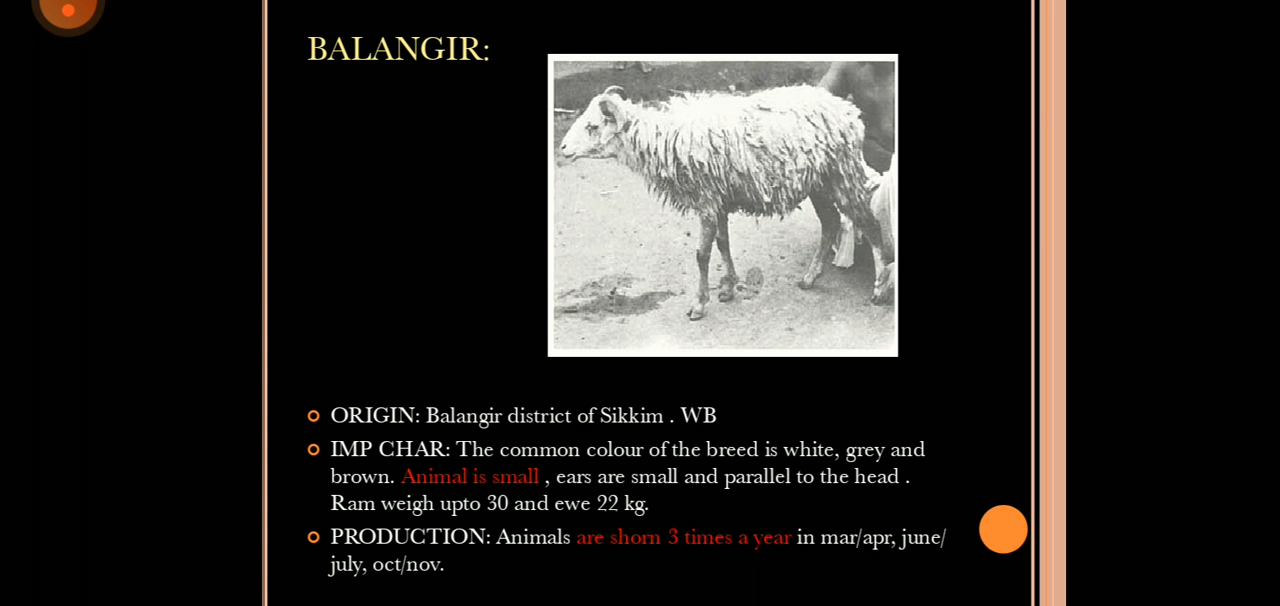 BALANGIR:
ORIGIN: Balangir district of Sikkim . WB
IMP CHAR: The common colour of the breed is white, grey and
brown. Animal is small , ears are small and parallel to the head .
Ram weigh upto 30 and ewe 22 kg.
PRODUCTION: Animals are shorn 3 times a year in mar/apr, june/
july, oct/nov.